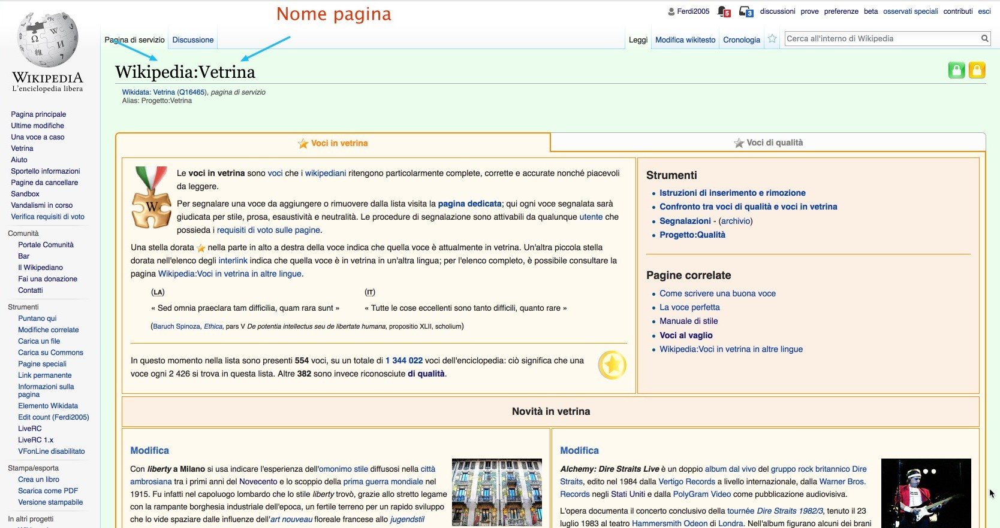 Nome pagina
Ferdi2005 5 3 discussioni prove preferenze beta osservati speciali contributi esci
Pagina di servizio Discussione Leggi Modifica wikitesto Cronologia Cerca all'interno di Wikipedia
WIKIPEDIA
L'enciclopedia libera
Wikipedia:Vetrina
Wikidata: Vetrina (Q16465), pagina di servizio
Alias: Progetto:Vetrina
Pagina principale
Ultime modifiche
Una voce a caso
Vetrina
Aiuto
Sportello informazioni
Pagine da cancellare
Sandbox
Vandalismi in corso
Verifica requisiti di voto
Comunità
Portale Comunità
Bar
Il Wikipediano
Fai una donazione
Contatti
Strumenti
Puntano qui
Modifiche correlate
Carica un file
Carica su Commons
Pagine speciali
Link permanente
Informazioni sulla
pagina
Elemento Wikidata
Edit count (Ferdi2005)
LiveRC
LiveRC 1.x
VFonLine disabilitato
Stampa/esporta
Crea un libro
Scarica come PDF
Versione stampabile
In altri progetti
Voci in vetrina
Voci di qualità
Le voci in vetrina sono voci che i wikipediani ritengono particolarmente complete, corrette e accurate nonché piacevoli
da leggere.
Per segnalare una voce da aggiungere o rimuovere dalla lista visita la pagina dedicata; qui ogni voce segnalata sarà
giudicata per stile, prosa, esaustività e neutralità. Le procedure di segnalazione sono attivabili da qualunque utente che
possieda i requisiti di voto sulle pagine.
Una stella dorata nella parte in alto a destra della voce indica che quella voce è attualmente in vetrina. Un'altra piccola stella
dorata nell'elenco degli interlink indica che quella voce è in vetrina in un'altra lingua; per l'elenco completo, è possibile consultare la
pagina Wikipedia:Voci in vetrina in altre lingue.
(LA) (IT)
« Sed omnia praeclara tam difficilia, quam rara sunt » « Tutte le cose eccellenti sono tanto difficili, quanto rare »
(Baruch Spinoza, Ethica, pars V De potentia intellectus seu de libertate humana, propositio XLII, scholium)
In questo momento nella lista sono presenti 554 voci, su un totale di 1 344 022 voci dell'enciclopedia: ciò significa che una
voce ogni 2 426 si trova in questa lista. Altre 382 sono invece riconosciute di qualità.
Strumenti
Istruzioni di inserimento e rimozione
Confronto tra voci di qualità e voci in vetrina
Segnalazioni - (archivio)
Progetto:Qualità
Pagine correlate
Come scrivere una buona voce
La voce perfetta
Manuale di stile
Voci al vaglio
Wikipedia:Voci in vetrina in altre lingue
Novità in vetrina
Modifica
Con liberty a Milano si usa indicare l'esperienza dell'omonimo stile diffusosi nella città
ambrosiana tra i primi anni del Novecento e lo scoppio della prima guerra mondiale nel
1915. Fu infatti nel capoluogo lombardo che lo stile liberty trovò, grazie allo stretto legame
con la rampante borghesia industriale dell'epoca, un fertile terreno per un rapido sviluppo
che lo vide spaziare dalle influenze dell'art nouveau floreale francese allo jugendstil
Modifica
Alchemy: Dire Straits Live è un doppio album dal vivo del gruppo rock britannico Dire
Straits, edito nel 1984 dalla Vertigo Records a livello internazionale, dalla Warner Bros.
Records negli Stati Uniti e dalla PolyGram Video come pubblicazione audiovisiva.
L'opera documenta il concerto conclusivo della tournée Dire Straits 1982/3, tenuto il 23
luglio 1983 al teatro Hammersmith Odeon di Londra. Nell'album figurano alcuni dei brani